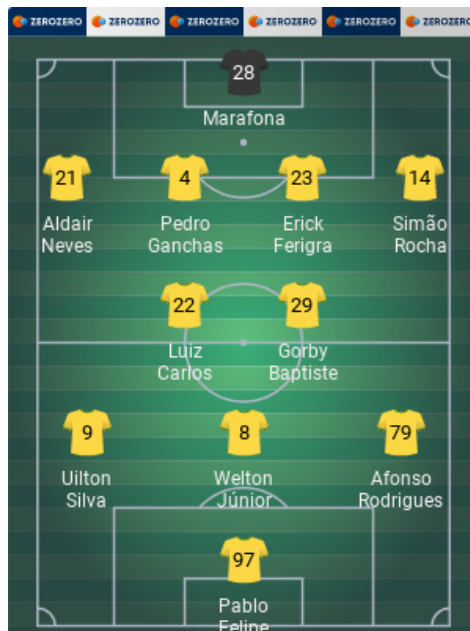 ZEROZERO ZEROZERO ZEROZERO ZEROZERO ZEROZERO ZEROZERO
28
Marafona
21 4 23 14
Aldair Pedro Erick Simão
Neves Ganchas Ferigra Rocha
22 29
Luiz Gorby
Carlos Baptiste
9 8 79
Uilton Welton Afonso
Silva Júnior Rodrigues
97
Pablo
Felipe